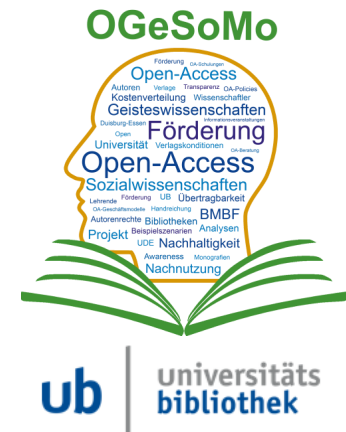 OGeSoMo
Förderung OA-Schulungen
Open-Access
Autoren Verlage Transparenz OA-Policies
Kostenverteilung Wissenschaftler
Geisteswissenschaften
Duisburg-Essen Förderung Informationsveranstaltungen
Open
Universität Verlagskonditionen
Open-Access OA-Beratung
Sozialwissenschaften
Lehrende Förderung UB Übertragbarkeit
OA-Geschäftsmodelle Handreichung BMBF
Autorenrechte Bibliotheken
Projekt Beispielszenarien Analysen
UDE Nachhaltigkeit
Awareness Monografien
Nachnutzung
ub universitäts
bibliothek